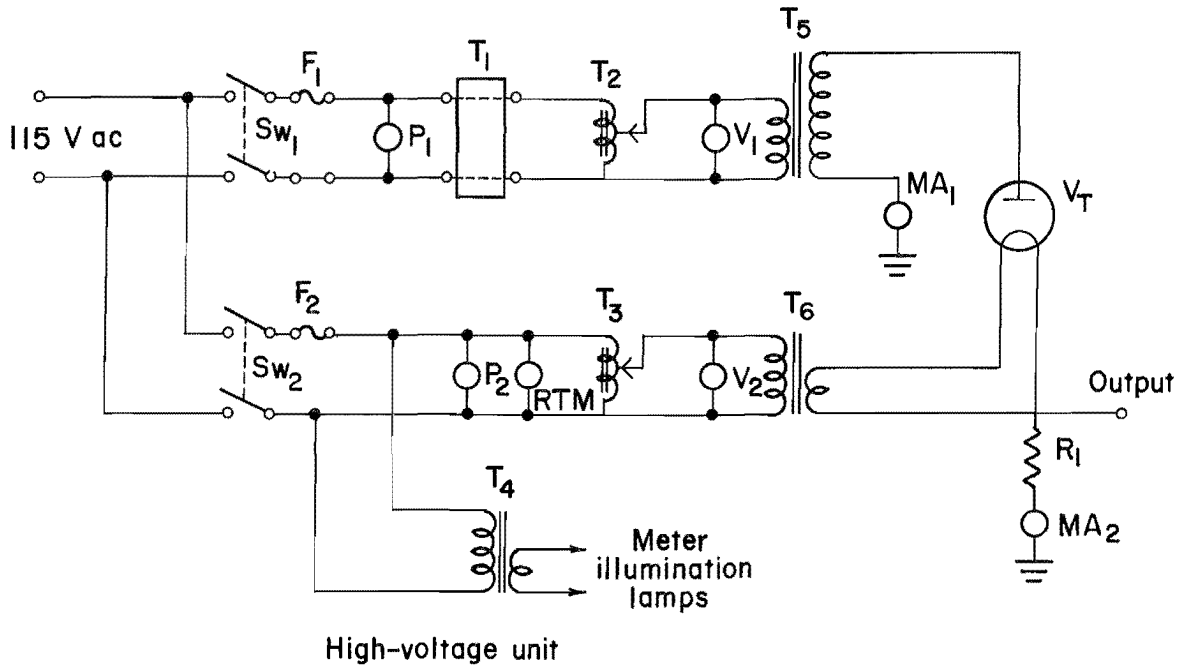 T5
F1
T1
T2
115 V ac
Sw1
P1
V1
MA1
VT
F2
T3
T6
Sw2
P2
RTM
V2
Output
R1
T4
MA2
Meter
illumination
lamps
High-voltage unit